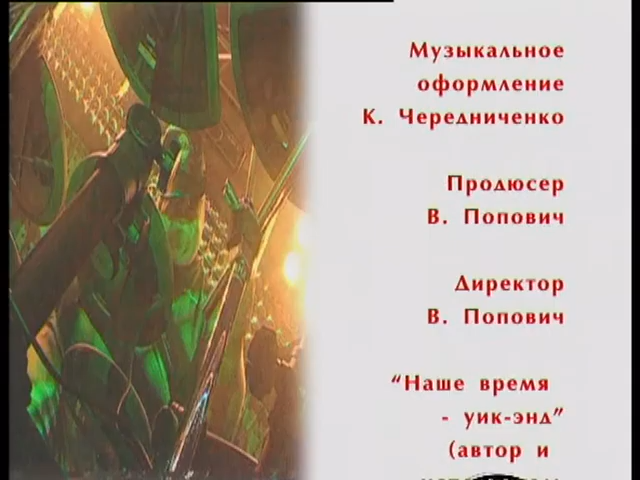 Музыкальное
оформление
К. Чередниченко
Продюсер
В. Попович
Директор
В. Попович
“Наше время
- уик-энд”
(автор и